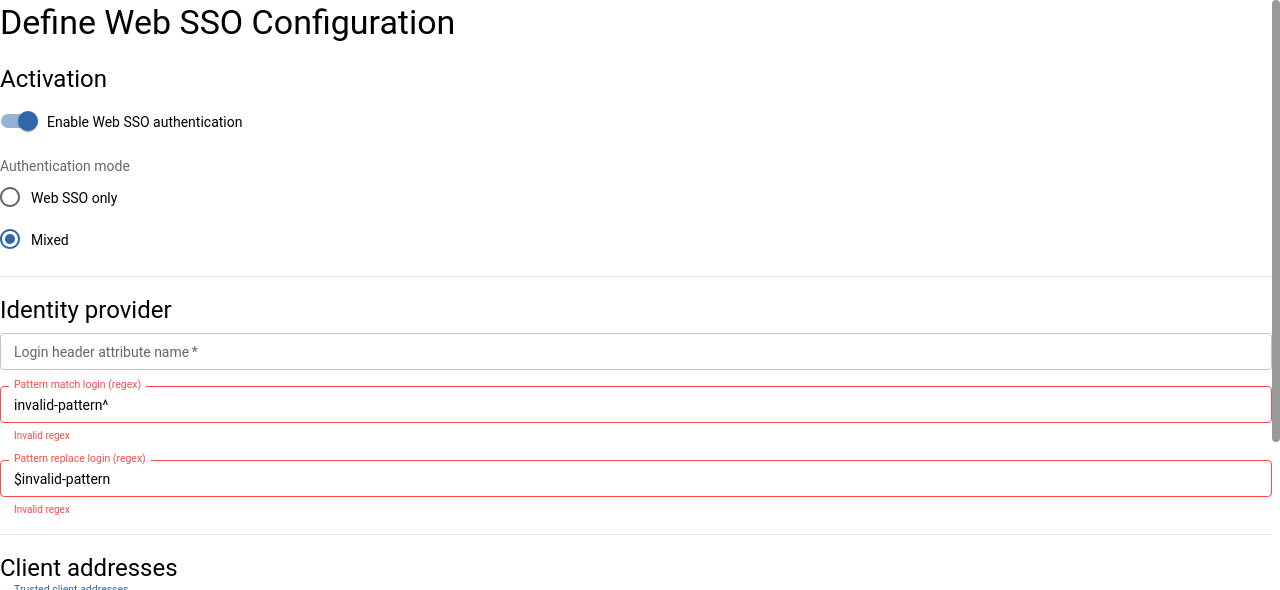 Define Web SSO Configuration
Activation
Enable Web SSO authentication
Authentication mode
Web SSO only
Mixed
Identity provider
Login header attribute name *
Pattern match login (regex)
invalid-pattern^
Invalid regex
Pattern replace login (regex)
$invalid-pattern
Invalid regex
Client addresses
Trusted client addresses